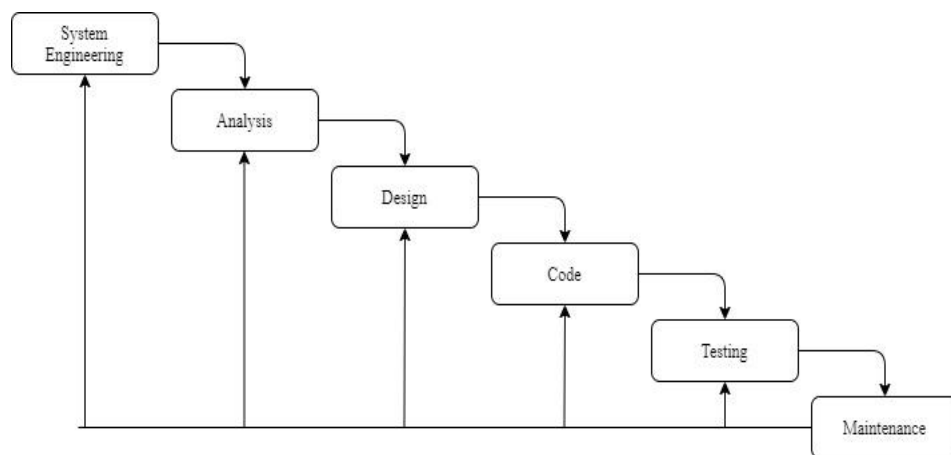 System
Engineering
Analysis
Design
Code
Testing
Maintenance